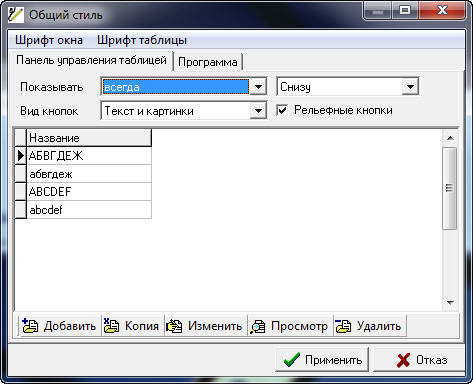 Общий стиль
Шрифт окна Шрифт таблицы
Панель управления таблицей Программа
Показывать всегда Снизу
Вид кнопок Текст и картинки Рельефные кнопки
Название
АБВГДЕЖ
абвгдеж
ABCDEF
abcdef
Добавить Копия Изменить Просмотр Удалить
Применить Отказ